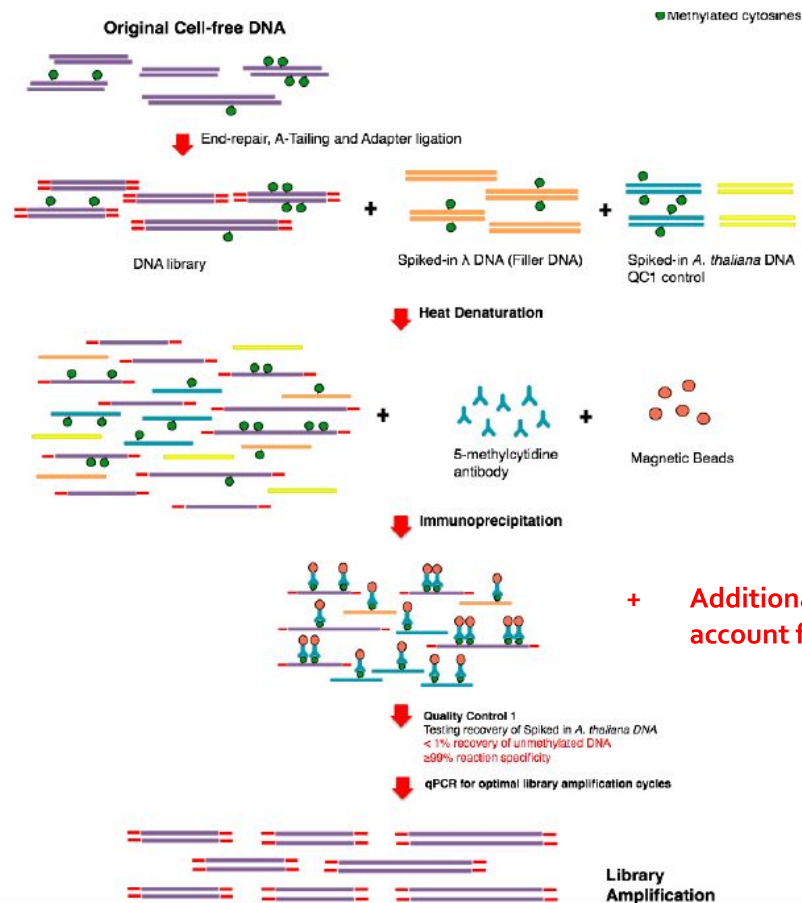 Original Cell-free DNA
Methylated cytosines
End-repair, A-Tailing and Adapter ligation
+
+
DNA library
Spiked-in λ DNA (Filler DNA)
Spiked-in A. thaliana DNA
QC1 control
Heat Denaturation
+
+
5-methylcytidine
antibody
Magnetic Beads
Immunoprecipitation
+ Additiona
account f
Quality Control 1
Testing recovery of Spiked in A. thaliana DNA
< 1% recovery of unmethylated DNA
≥99% reaction specificity
qPCR for optimal library amplification cycles
Library
Amplification